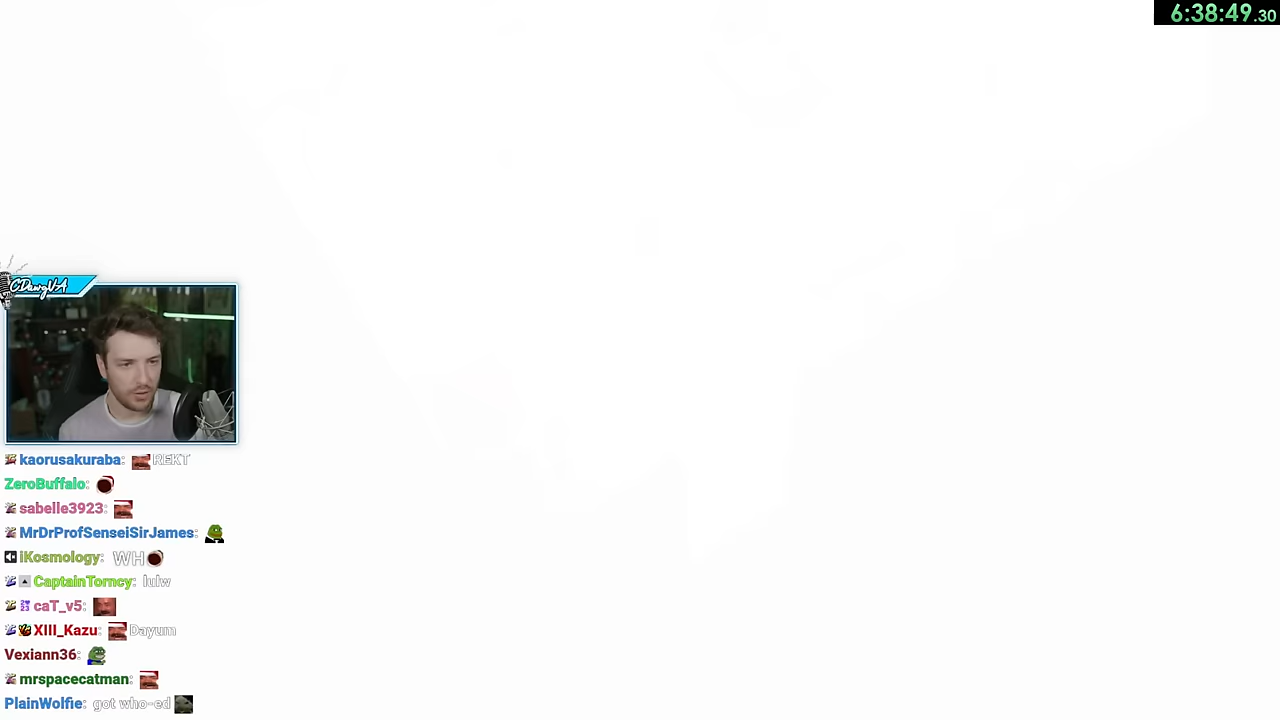 6:38:49.30
CDawgVA
kaorusakuraba: REKT
ZeroBuffalo:
sabelle3923:
MrDrProfSenseiSirJames:
iKosmology: WH
CaptainTorncy: lulw
caT_v5:
XIII_Kazu: Dayum
Vexiann36:
mrspacecatman:
PlainWolfie: got who-ed